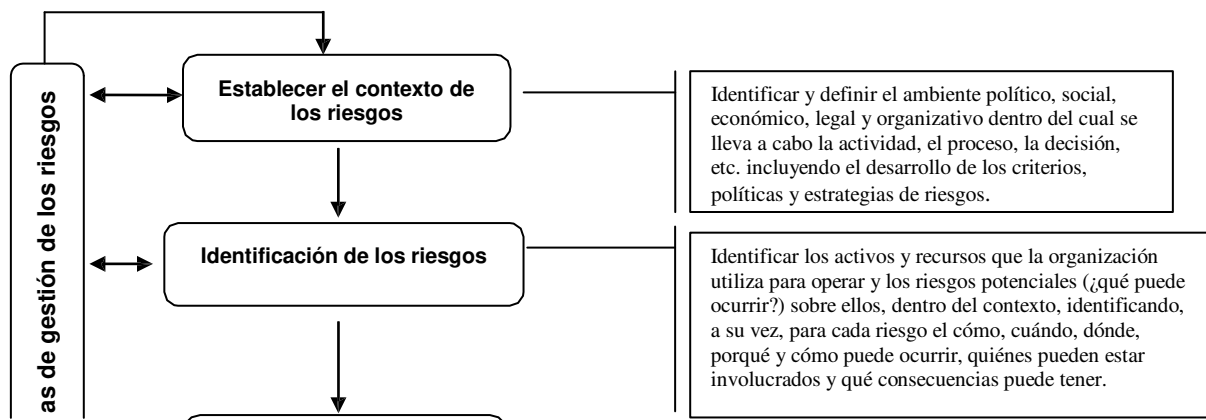 Establecer el contexto de
los riesgos
Identificar y definir el ambiente político, social,
económico, legal y organizativo dentro del cual se
lleva a cabo la actividad, el proceso, la decisión,
etc. incluyendo el desarrollo de los criterios,
políticas y estrategias de riesgos.
Identificación de los riesgos
Identificar los activos y recursos que la organización
utiliza para operar y los riesgos potenciales (¿qué puede
ocurrir?) sobre ellos, dentro del contexto, identificando,
a su vez, para cada riesgo el cómo, cuándo, dónde,
porqué y cómo puede ocurrir, quiénes pueden estar
involucrados y qué consecuencias puede tener.
as de gestión de los riesgos